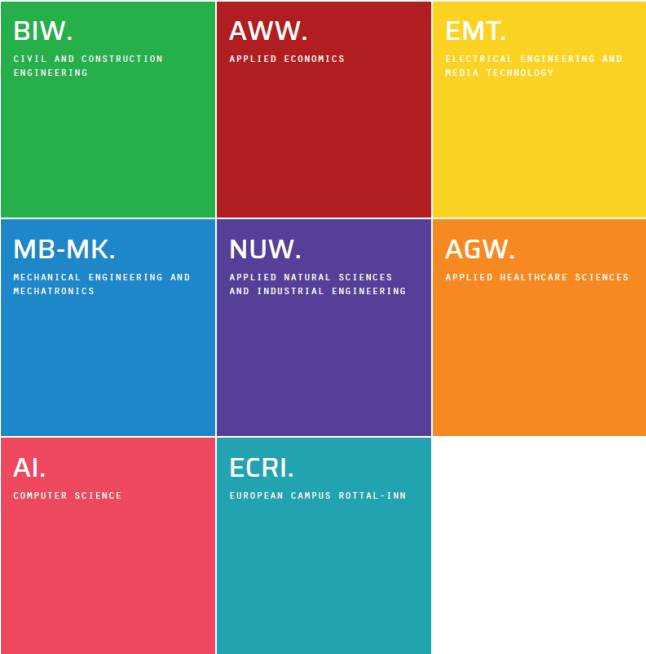 BIW.
CIVIL AND CONSTRUCTION
ENGINEERING
AWW.
APPLIED ECONOMICS
EMT.
ELECTRICAL ENGINEERING AND
MEDIA TECHNOLOGY
MB-MK.
MECHANICAL ENGINEERING AND
MECHATRONICS
NUW.
APPLIED NATURAL SCIENCES
AND INDUSTRIAL ENGINEERING
AGW.
APPLIED HEALTHCARE SCIENCES
AI.
COMPUTER SCIENCE
ECRI.
EUROPEAN CAMPUS ROTTAL-INN